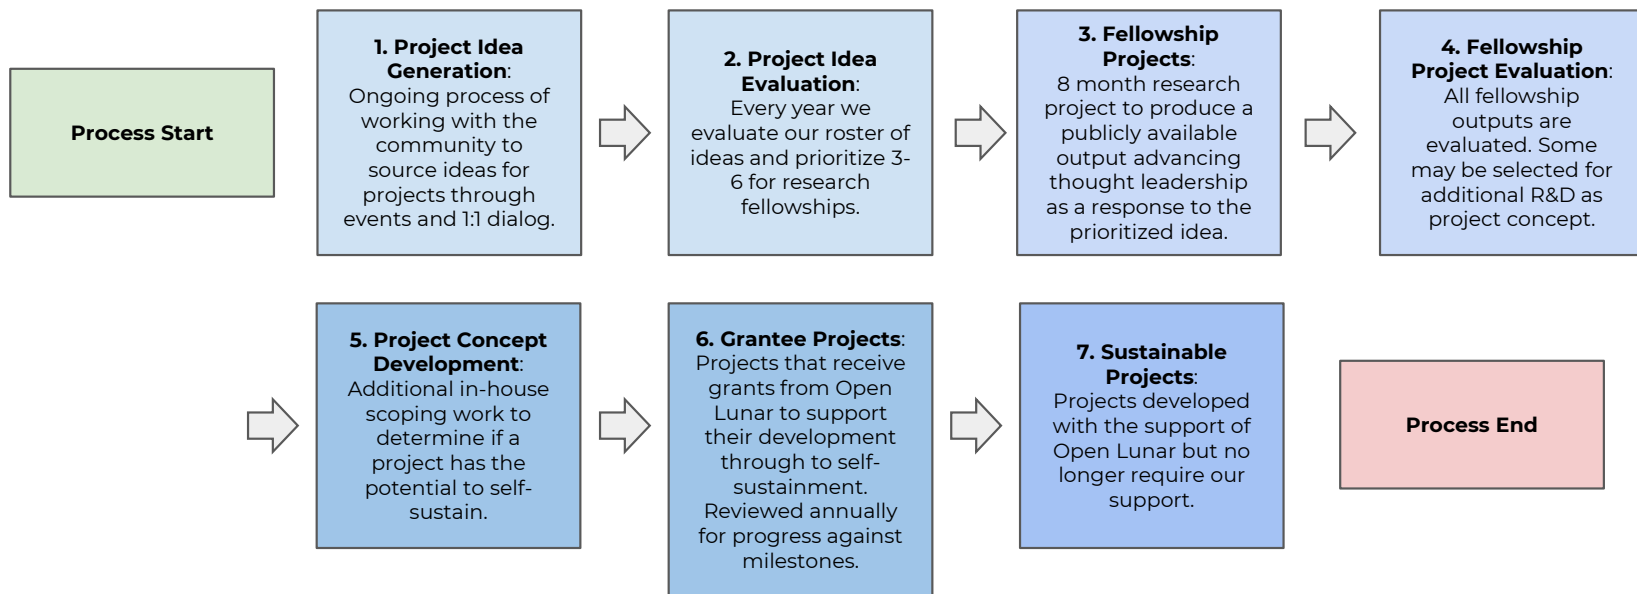 Process Start
1. Project Idea
Generation:
Ongoing process of
working with the
community to
source ideas for
projects through
events and 1:1 dialog.
2. Project Idea
Evaluation:
Every year we
evaluate our roster of
ideas and prioritize 3-
6 for research
fellowships.
3. Fellowship
Projects:
8 month research
project to produce a
publicly available
output advancing
thought leadership
as a response to the
prioritized idea.
4. Fellowship
Project Evaluation:
All fellowship
outputs are
evaluated. Some
may be selected for
additional R&D as
project concept.
5. Project Concept
Development:
Additional in-house
scoping work to
determine if a
project has the
potential to self-
sustain.
6. Grantee Projects:
Projects that receive
grants from Open
Lunar to support
their development
through to self-
sustainment.
Reviewed annually
for progress against
milestones.
7. Sustainable
Projects:
Projects developed
with the support of
Open Lunar but no
longer require our
support.
Process End